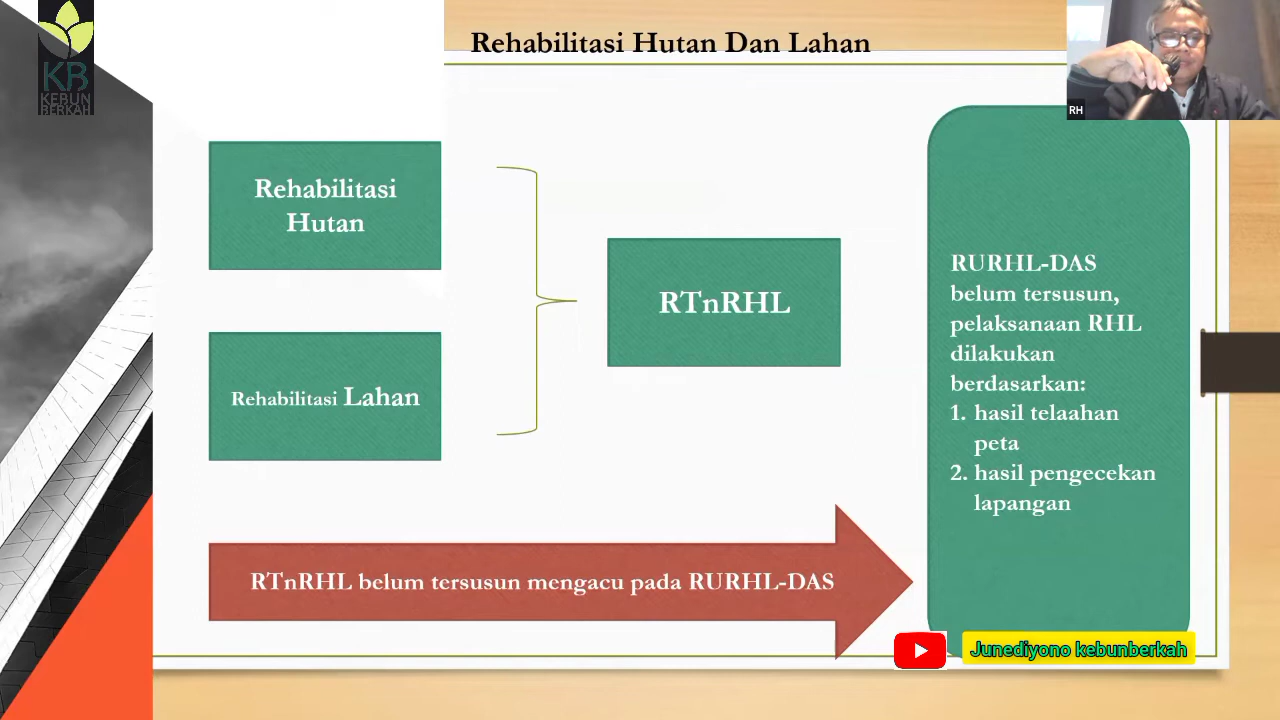 KB
KEBUN
BERKAH
Rehabilitasi Hutan Dan Lahan
RH
Rehabilitasi
Hutan
Rehabilitasi Lahan
RTnRHL
RURHL-DAS
belum tersusun,
pelaksanaan RHL
dilakukan
berdasarkan:
1. hasil telaahan
peta
2. hasil pengecekan
lapangan
RTnRHL belum tersusun mengacu pada RURHL-DAS
Junediyono kebunberkah